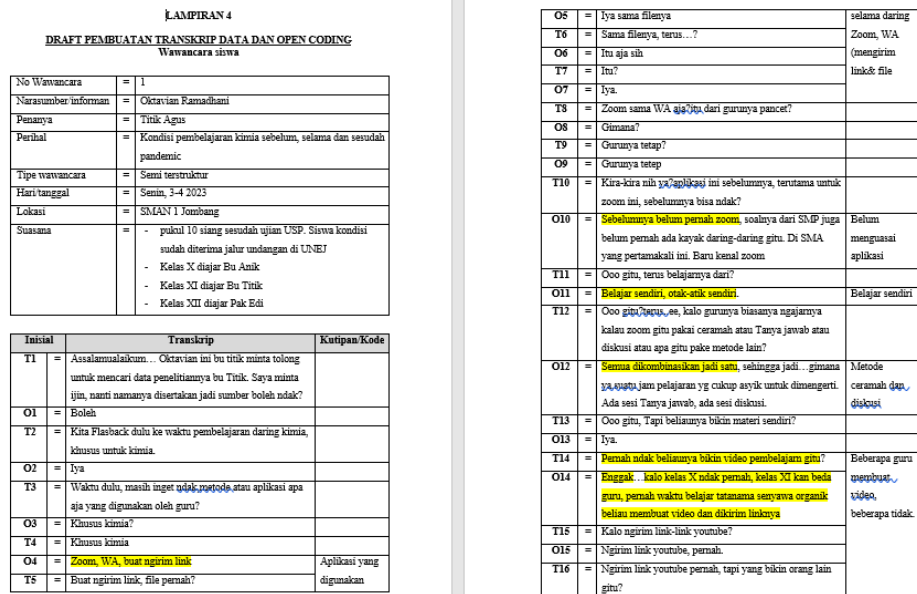 LAMPIRAN 4
DRAFT PEMBUATAN TRANSKRIP DATA DAN OPEN CODING
Wawancara siswa
No Wawancara = 1
Narasumber/informan = Oktavian Ramadhani
Penanya = Titik Agus
Perihal = Kondisi pembelajaran kimia sebelum, selama dan sesudah
pandemic
Tipe wawancara = Semi terstruktur
Hari/tanggal = Senin, 3-4 2023
Lokasi = SMAN 1 Jombang
Suasana = - pukul 10 siang sesudah ujian USP. Siswa kondisi
sudah diterima jalur undangan di UNEJ
- Kelas X diajar Bu Anik
- Kelas XI diajar Bu Titik
- Kelas XII diajar Pak Edi
Inisial Transkrip Kutipan/Kode
T1 = Assalamualaikum… Oktavian ini bu titik minta tolong
untuk mencari data penelitiannya bu Titik. Saya minta
ijin, nanti namanya disertakan jadi sumber boleh ndak?
O1 = Boleh
T2 = Kita Flasback dulu ke waktu pembelajaran daring kimia,
khusus untuk kimia.
O2 = Iya
T3 = Waktu dulu, masih inget ndak,metode atau aplikasi apa
aja yang digunakan oleh guru?
O3 = Khusus kimia?
T4 = Khusus kimia
O4 = Zoom, WA, buat ngirim link Aplikasi yang
T5 = Buat ngirim link, file pernah? digunakan
O5 = Iya sama filenya selama daring
T6 = Sama filenya, terus…? Zoom, WA
O6 = Itu aja sih (mengirim
T7 = Itu? link& file
O7 = Iya.
T8 = Zoom sama WA aja?itu dari gurunya pancet?
O8 = Gimana?
T9 = Gurunya tetap?
O9 = Gurunya tetep
T10 = Kira-kira nih ya?aplikasi ini sebelumnya, terutama untuk
zoom ini, sebelumnya bisa ndak?
O10 = Sebelumnya belum pernah zoom, soalnya dari SMP juga Belum
belum pernah ada kayak daring-daring gitu. Di SMA menguasai
yang pertamakali ini. Baru kenal zoom aplikasi
T11 = Ooo gitu, terus belajarnya dari?
O11 = Belajar sendiri, otak-atik sendiri. Belajar sendiri
T12 = Ooo gitu?terus, ee, kalo gurunya biasanya ngajarnya
kalau zoom gitu pakai ceramah atau Tanya jawab atau
diskusi atau apa gitu pake metode lain?
O12 = Semua dikombinasikan jadi satu, sehingga jadi…gimana Metode
ya,suatu jam pelajaran yg cukup asyik untuk dimengerti. ceramah dan
Ada sesi Tanya jawab, ada sesi diskusi. diskusi
T13 = Ooo gitu, Tapi beliaunya bikin materi sendiri?
O13 = Iya.
T14 = Pernah ndak beliaunya bikin video pembelajarn gitu? Beberapa guru
O14 = Enggak…kalo kelas X ndak pernah, kelas XI kan beda membuat
guru, pernah waktu belajar tatanama senyawa organik video,
beliau membuat video dan dikirim linknya beberapa tidak.
T15 = Kalo ngirim link-link youtube?
O15 = Ngirim link youtube, pernah.
T16 = Ngirim link youtube pernah, tapi yang bikin orang lain
gitu?